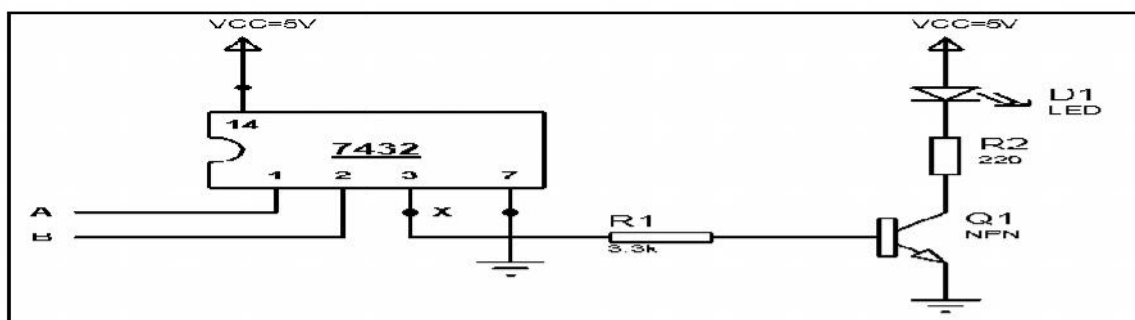 VCC=5V
VCC=5V
14
7432
1 2 3 7
A
B
X
R1
3.3k
D1
LED
R2
220
Q1
NPN